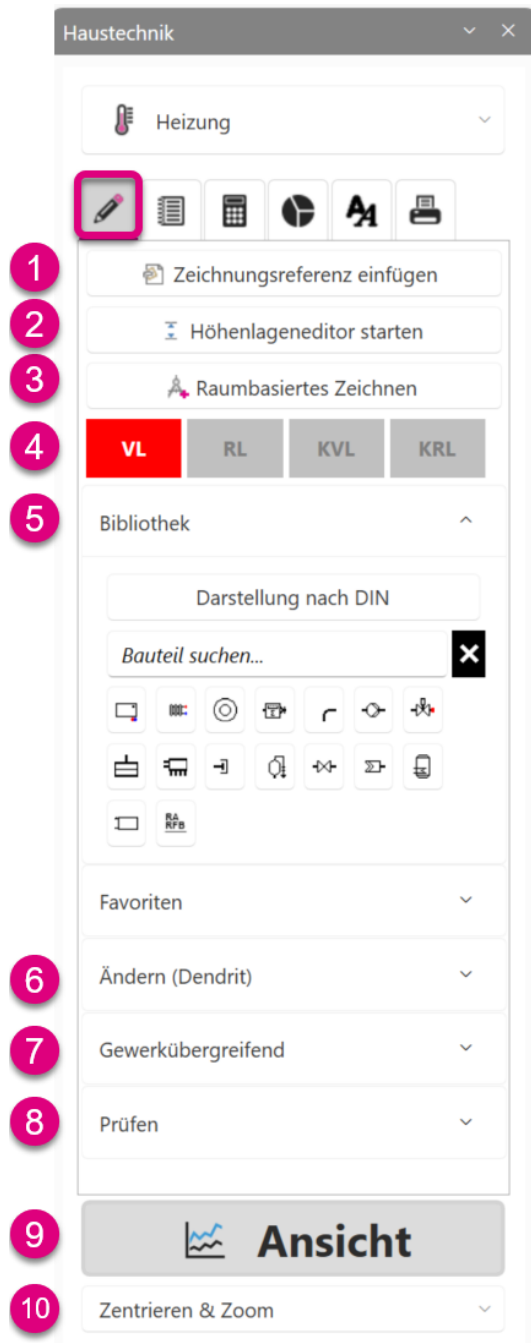 Haustechnik
Heizung
1 Zeichnungsreferenz einfügen
2 Höhenlageneditor starten
3 Raumbasiertes Zeichnen
4 VL RL KVL KRL
5 Bibliothek
Darstellung nach DIN
Bauteil suchen...
RA
RFB
Favoriten
6 Ändern (Dendrit)
7 Gewerkübergreifend
8 Prüfen
9 Ansicht
10 Zentrieren & Zoom